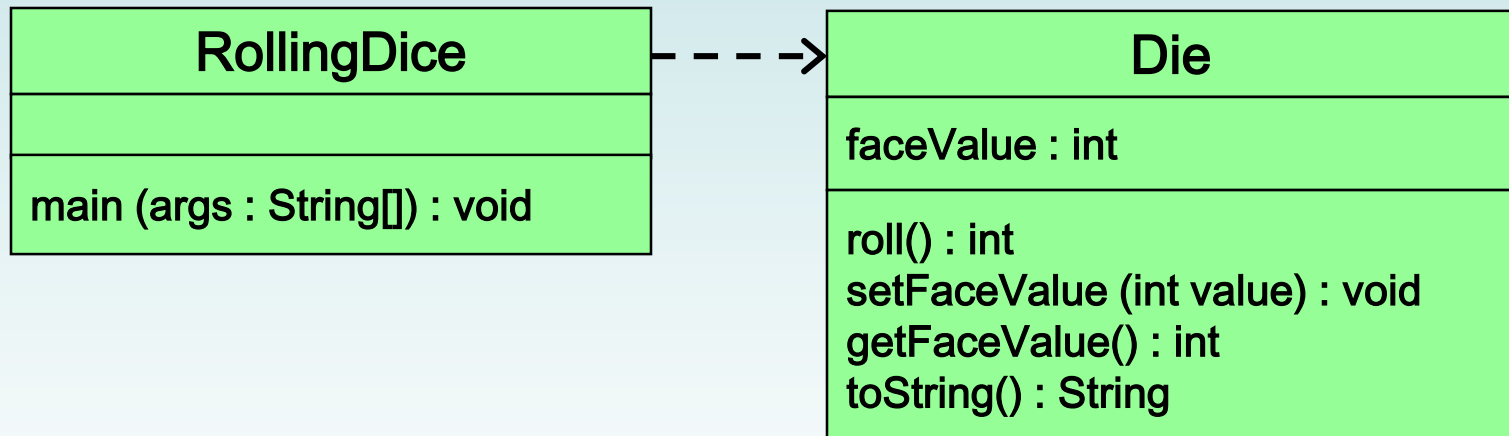 RollingDice
main (args : String[]) : void
Die
faceValue : int
roll() : int
setFaceValue (int value) : void
getFaceValue() : int
toString() : String